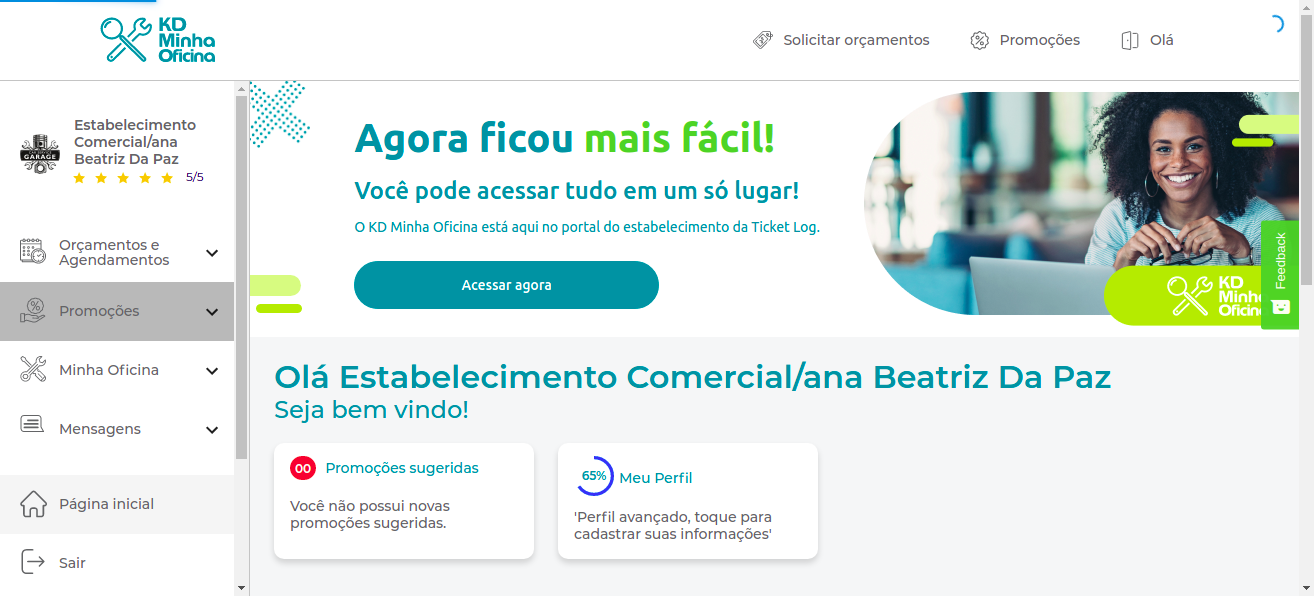 KD
Minha
Oficina
Solicitar orçamentos
Promoções
Olá
Estabelecimento
Comercial/ana
Beatriz Da Paz
5/5
CAR SERVICE
GARAGE
Orçamentos e
Agendamentos
Promoções
Minha Oficina
Mensagens
Página inicial
Sair
Agora ficou mais fácil!
Você pode acessar tudo em um só lugar!
O KD Minha Oficina está aqui no portal do estabelecimento da Ticket Log.
Acessar agora
KD
Minha
Oficina
Feedback
Olá Estabelecimento Comercial/ana Beatriz Da Paz
Seja bem vindo!
00 Promoções sugeridas
Você não possui novas
promoções sugeridas.
65% Meu Perfil
'Perfil avançado, toque para
cadastrar suas informações'